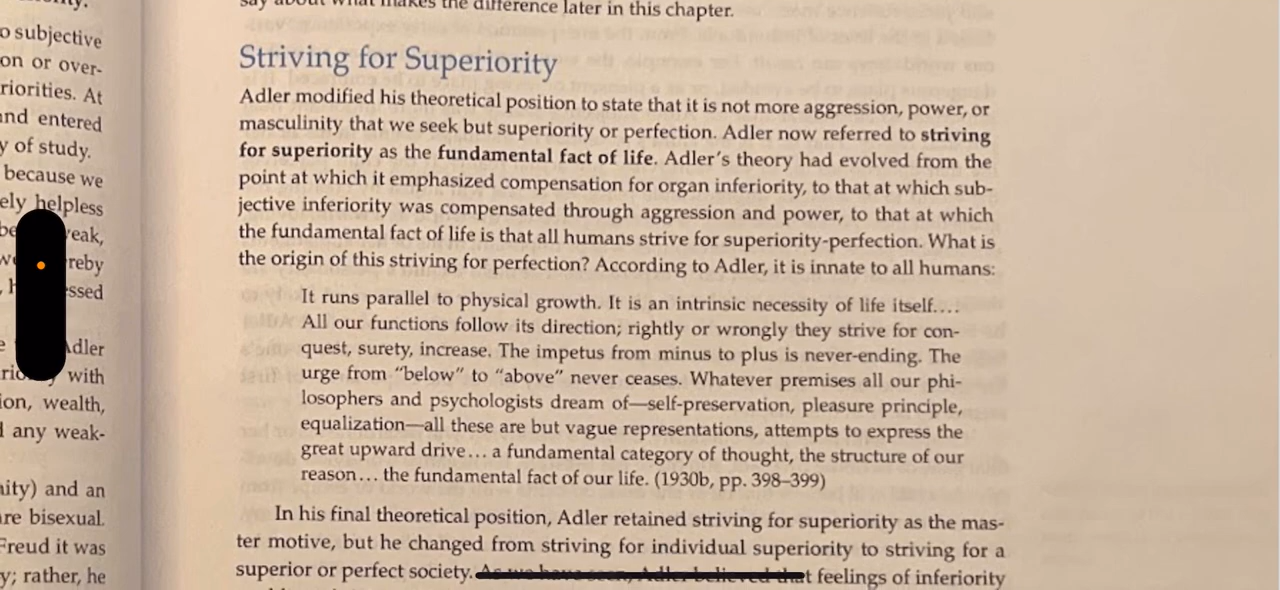 o subjective
on or over-
riorities. At
and entered
y of study.
because we
ely helpless
eak,
reby
ssed
Adler
with
ion, wealth,
any weak-
ity) and an
re bisexual.
Freud it was
y; rather, he
say about what makes the difference later in this chapter.
Striving for Superiority
Adler modified his theoretical position to state that it is not more aggression, power, or
masculinity that we seek but superiority or perfection. Adler now referred to striving
for superiority as the fundamental fact of life. Adler's theory had evolved from the
point at which it emphasized compensation for organ inferiority, to that at which sub-
jective inferiority was compensated through aggression and power, to that at which
the fundamental fact of life is that all humans strive for superiority-perfection. What is
the origin of this striving for perfection? According to Adler, it is innate to all humans:
It runs parallel to physical growth. It is an intrinsic necessity of life itself....
All our functions follow its direction; rightly or wrongly they strive for con-
quest, surety, increase. The impetus from minus to plus is never-ending. The
urge from "below" to "above" never ceases. Whatever premises all our phi-
losophers and psychologists dream of—self-preservation, pleasure principle,
equalization—all these are but vague representations, attempts to express the
great upward drive... a fundamental category of thought, the structure of our
reason... the fundamental fact of our life. (1930b, pp. 398–399)
In his final theoretical position, Adler retained striving for superiority as the mas-
ter motive, but he changed from striving for individual superiority to striving for a
superior or perfect society. As we have seen, Adler believed that feelings of inferiority